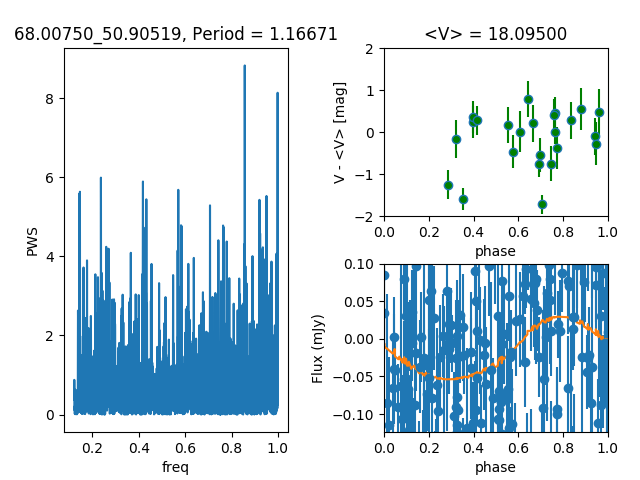 68.00750_50.90519, Period = 1.16671
PWS
8
6
4
2
0
0.2 0.4 0.6 0.8 1.0
freq
<V> = 18.09500
V - <V> [mag]
2
1
0
−1
−2
0.0 0.2 0.4 0.6 0.8 1.0
phase
Flux (mJy)
0.10
0.05
0.00
−0.05
−0.10
0.0 0.2 0.4 0.6 0.8 1.0
phase